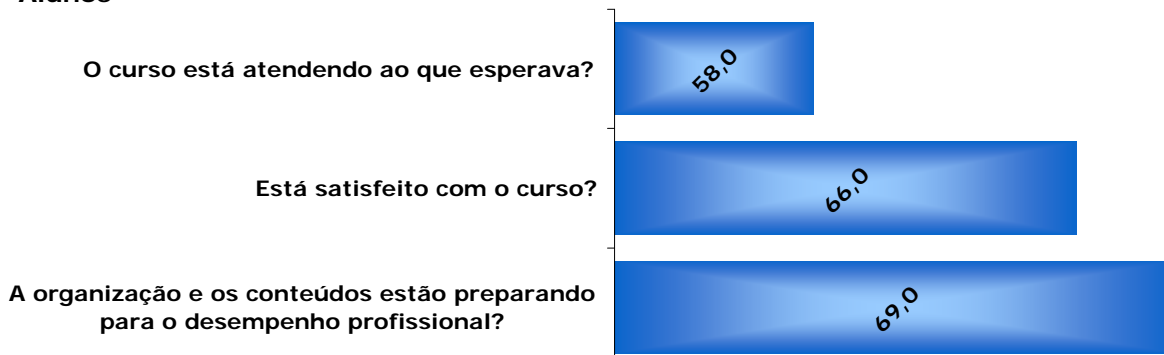 O curso está atendendo ao que esperava?
58,0
Está satisfeito com o curso?
66,0
A organização e os conteúdos estão preparando
para o desempenho profissional?
69,0